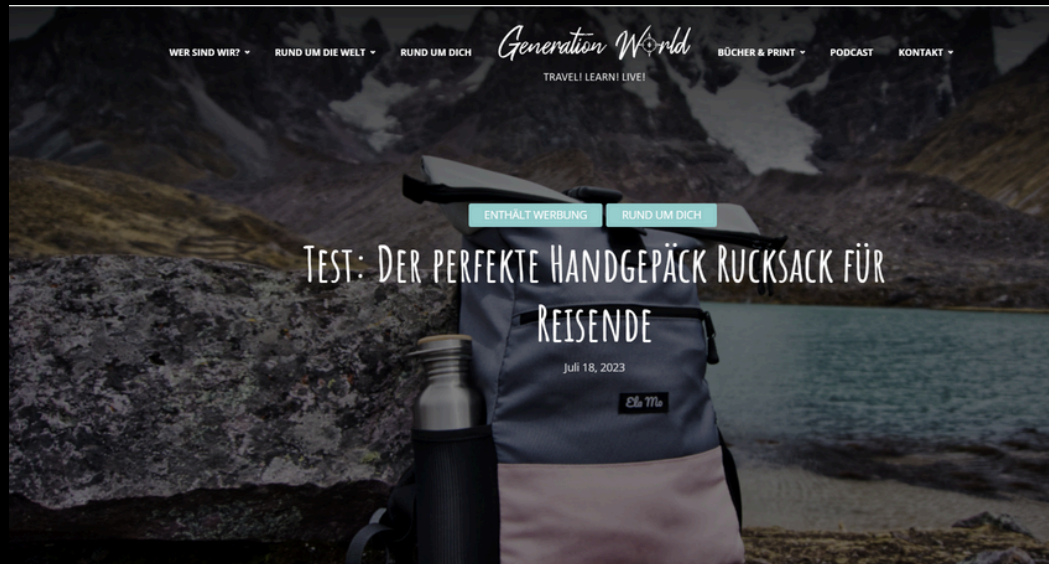 WER SIND WIR?
RUND UM DIE WELT
RUND UM DICH
Generation World
TRAVEL! LEARN! LIVE!
BÜCHER & PRINT
PODCAST
KONTAKT
ENTHÄLT WERBUNG
RUND UM DICH
Test: Der perfekte Handgepäck Rucksack für
Reisende
Juli 18, 2023
Ela Mo